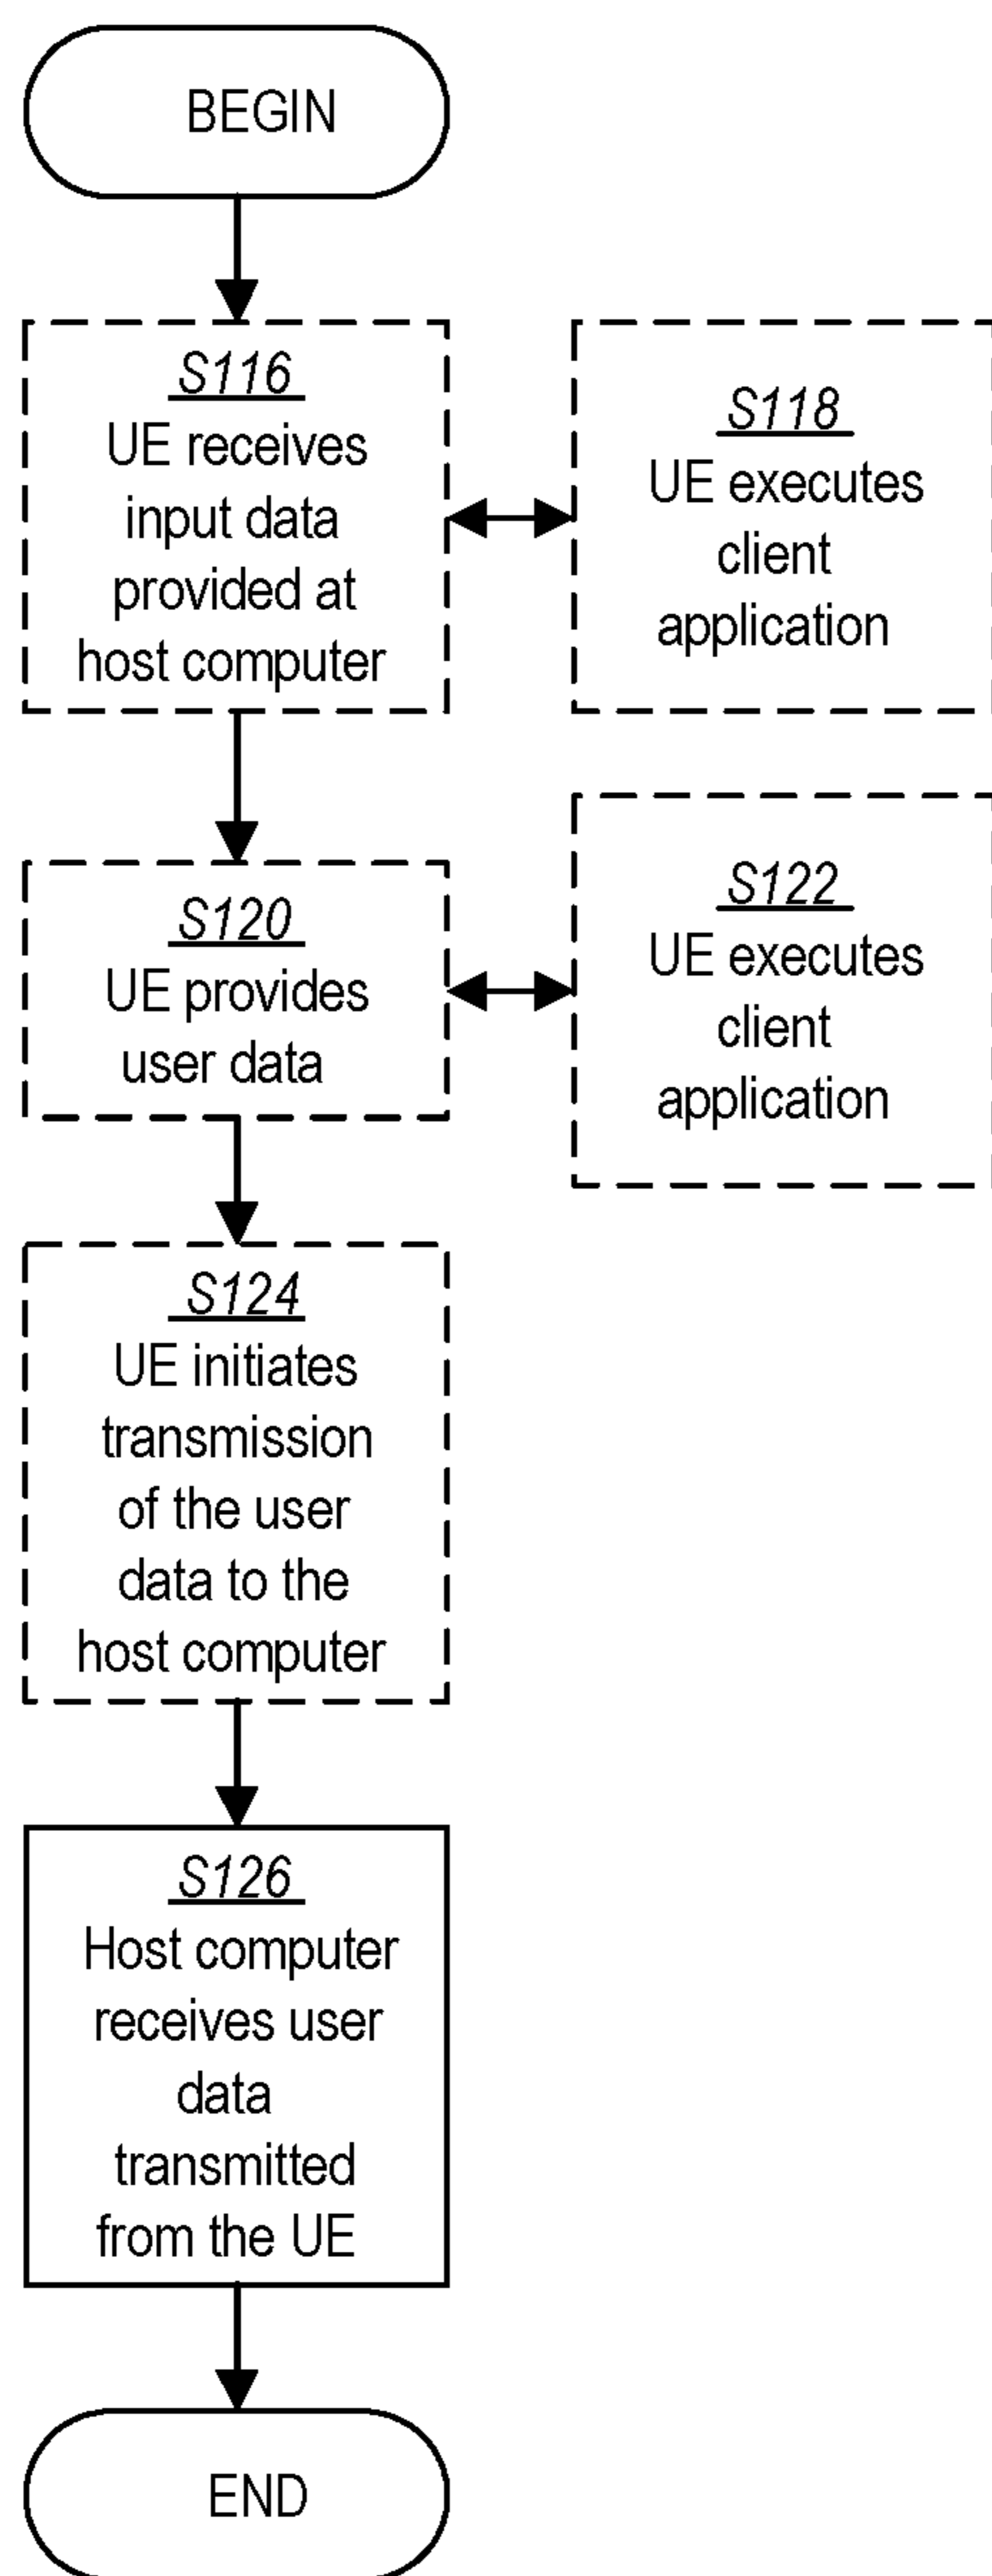 BEGIN
S116
UE receives
input data
provided at
host computer
S118
UE executes
client
application
S120
UE provides
user data
S122
UE executes
client
application
S124
UE initiates
transmission
of the user
data to the
host computer
S126
Host computer
receives user
data
transmitted
from the UE
END